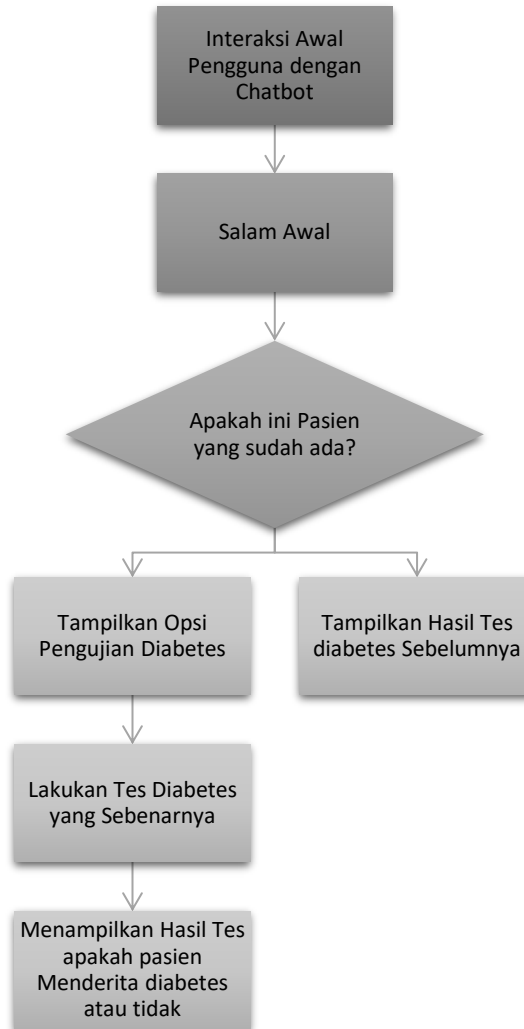 Interaksi Awal
Pengguna dengan
Chatbot
Salam Awal
Apakah ini Pasien
yang sudah ada?
Tampilkan Opsi
Pengujian Diabetes
Tampilkan Hasil Tes
diabetes Sebelumnya
Lakukan Tes Diabetes
yang Sebenarnya
Menampilkan Hasil Tes
apakah pasien
Menderita diabetes
atau tidak